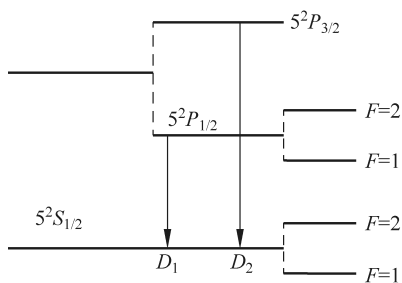 5²P₃/₂
5²P₁/₂
F=2
F=1
5²S₁/₂
F=2
D₁ D₂
F=1